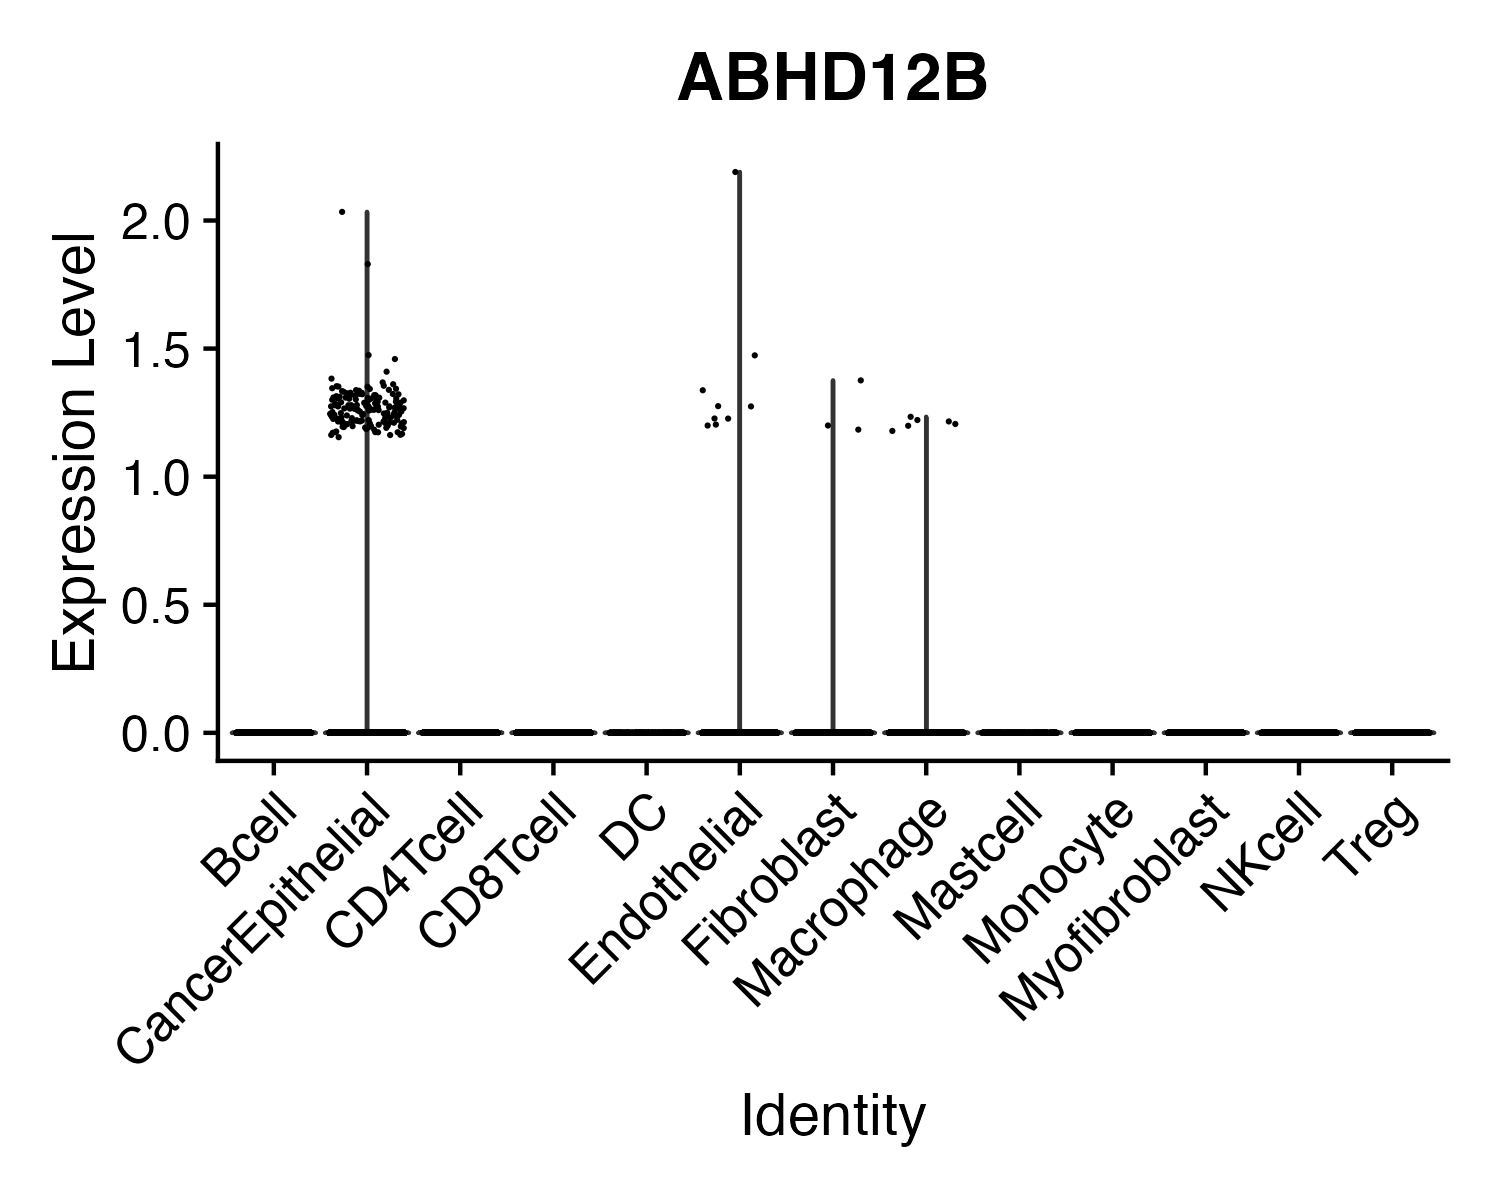 ABHD12B
Expression Level
2.0
1.5
1.0
0.5
0.0
Bcell
CancerEpithelial
CD4Tcell
CD8Tcell
DC
Endothelial
Fibroblast
Macrophage
Mastcell
Monocyte
Myofibroblast
NKcell
Treg
Identity